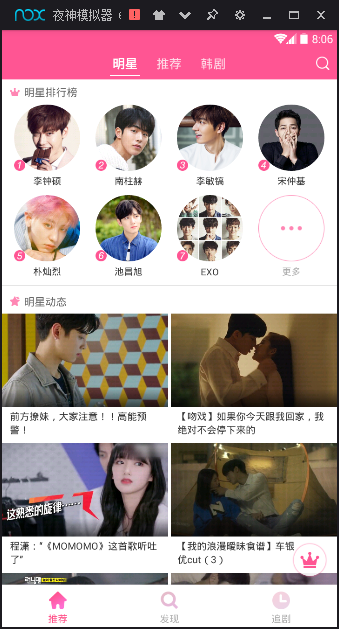 nox 夜神模拟器 6
8:06
明星 推荐 韩剧
明星排行榜
1 2 3 4
李钟硕 南柱赫 李敏镐 宋仲基
5 6 7
朴灿烈 池昌旭 EXO 更多
明星动态
前方撩妹，大家注意！！高能预
警！
【吻戏】如果你今天跟我回家，我
绝对不会停下来的
这熟悉的旋律……
程潇：“《MOMOMO》这首歌听吐
了”
【我的浪漫暧昧食谱】车银
优cut（3）
推荐 发现 追剧